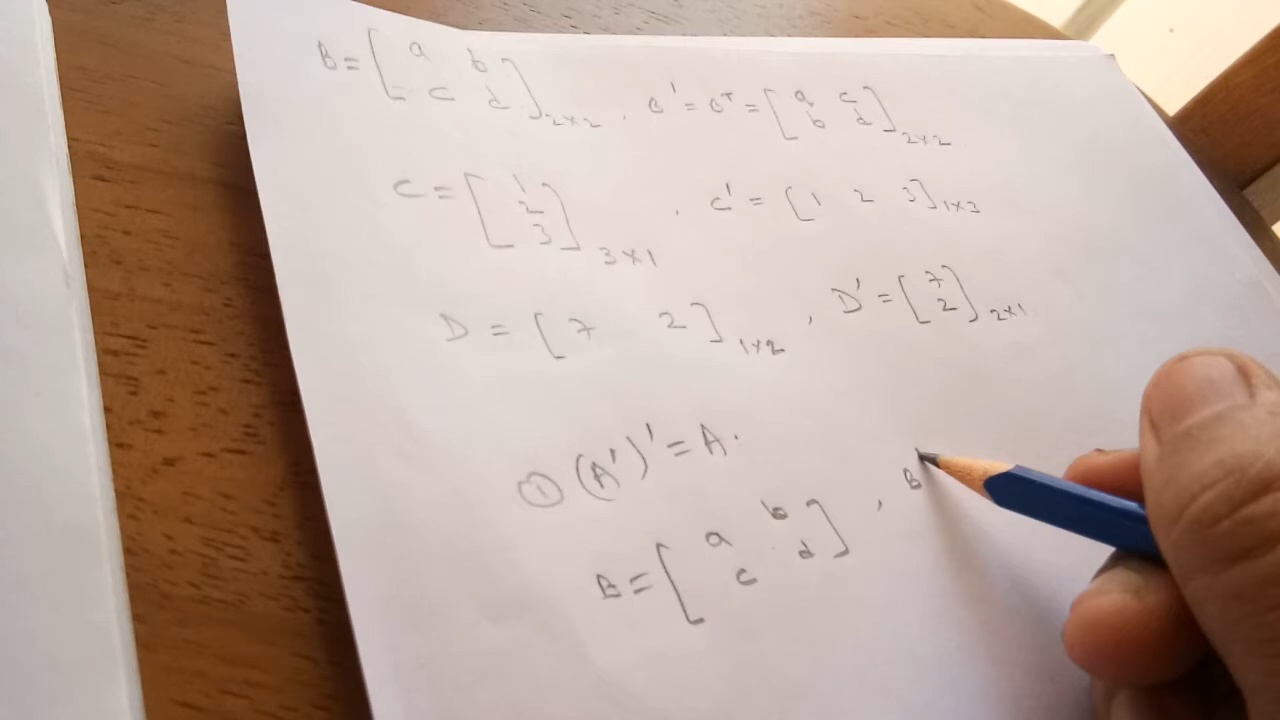 B = [ a b c d ]2×2 , B' = Bᵀ = [ a c b d ]2×2
C = [ 1 2 3 ]3×1 , C' = [ 1 2 3 ]1×3
D = [ 7 2 ]1×2 , D' = [ 7 2 ]2×1
① (A')' = A.
B = [ a b c d ] , B